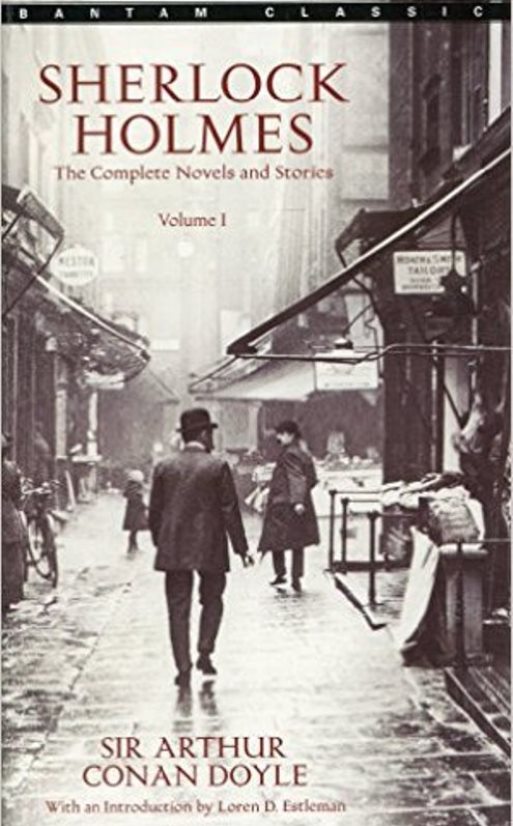 BANTAM CLASSIC
SHERLOCK
HOLMES
The Complete Novels and Stories
Volume I
TAILORS
SIR ARTHUR
CONAN DOYLE
With an Introduction by Loren D. Estleman